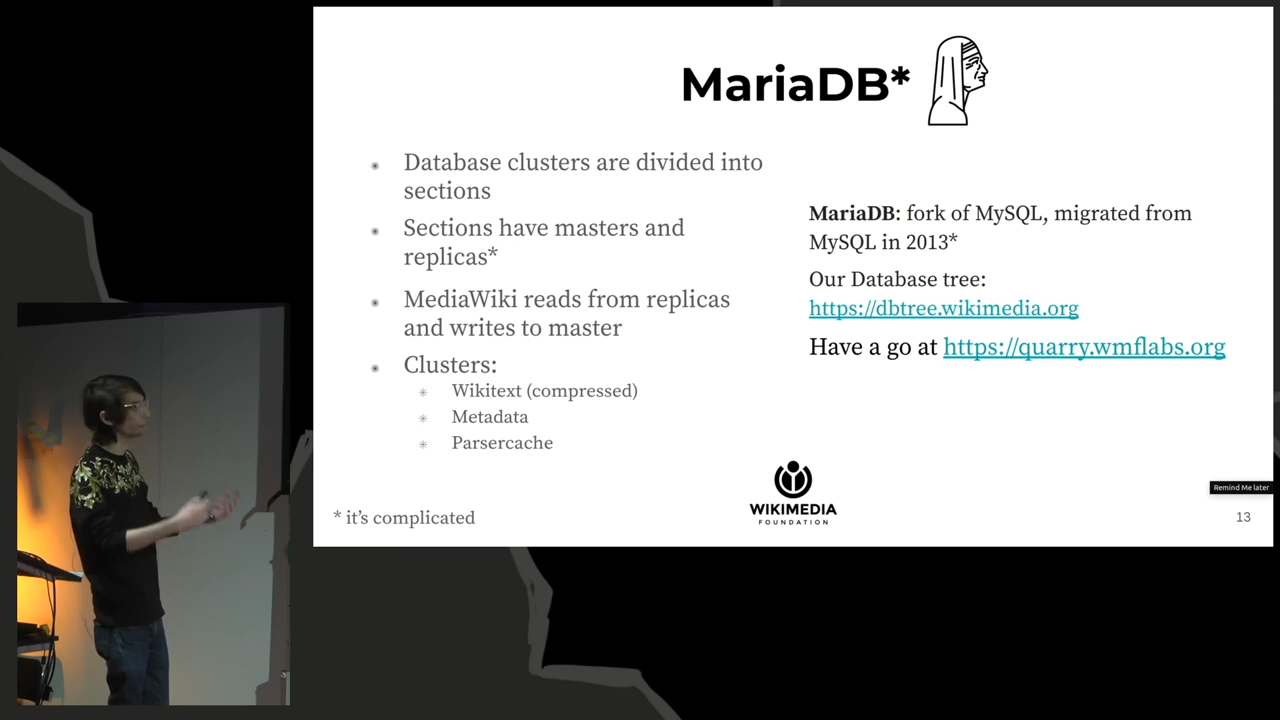 MariaDB*
Database clusters are divided into
sections
Sections have masters and
replicas*
MediaWiki reads from replicas
and writes to master
Clusters:
Wikitext (compressed)
Metadata
Parsercache
MariaDB: fork of MySQL, migrated from
MySQL in 2013*
Our Database tree:
https://dbtree.wikimedia.org
Have a go at https://quarry.wmflabs.org
Remind Me later
* it's complicated
WIKIMEDIA
FOUNDATION
13